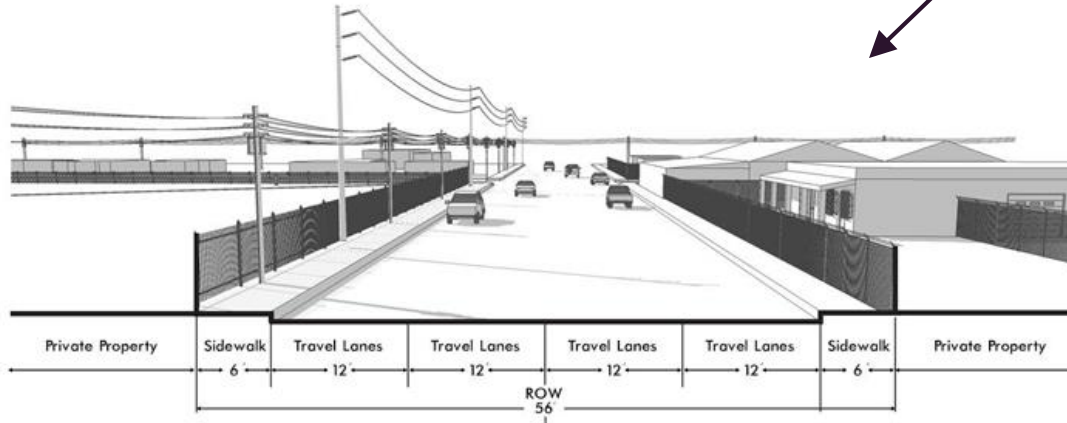 Private Property Sidewalk Travel Lanes Travel Lanes Travel Lanes Travel Lanes Sidewalk Private Property
6' 12' 12' 12' 12' 6'
ROW
56'